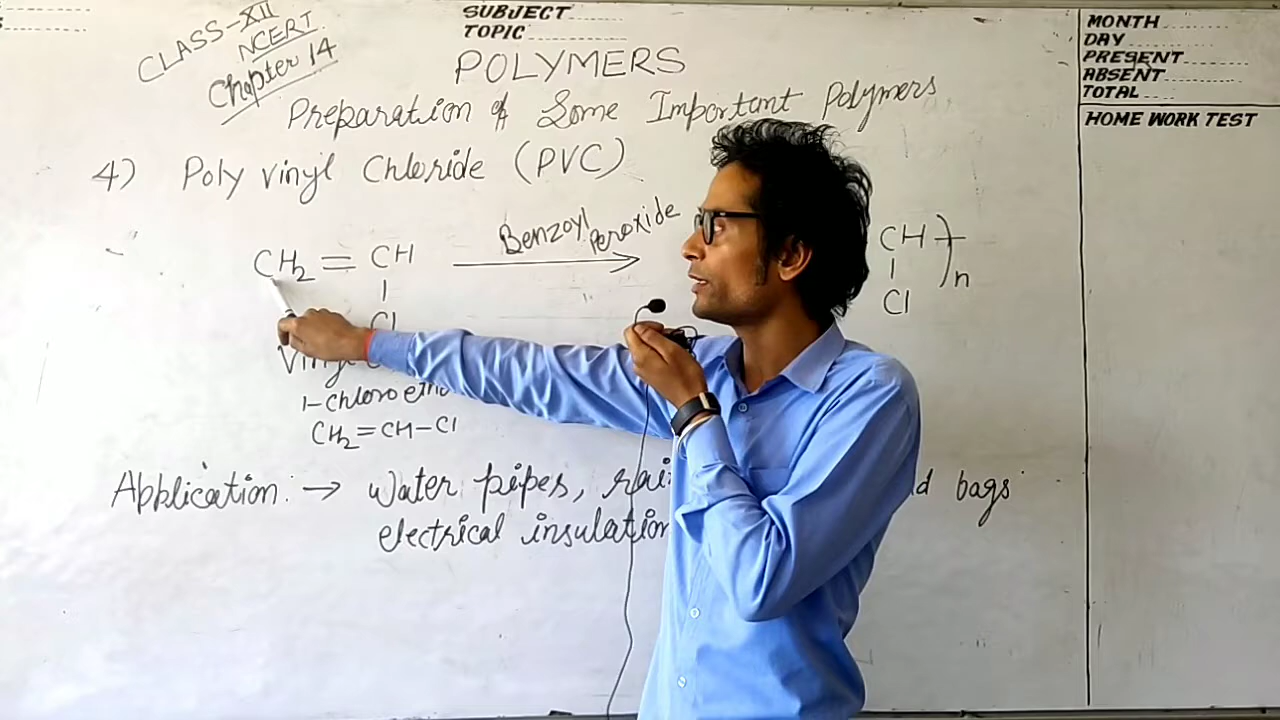 SUBJECT
TOPIC
CLASS-XII
NCERT
Chapter 14
POLYMERS
Preparation of Some Important Polymers
4) Poly vinyl Chloride (PVC)
CH2 = CH
Cl
Benzoyl Peroxide
CH)n
Cl
Vinyl
1-Chloro
CH2=CH-Cl
Application: → Water pipes, bags
electrical insulation
MONTH
DAY
PRESENT
ABSENT
TOTAL
HOME WORK TEST